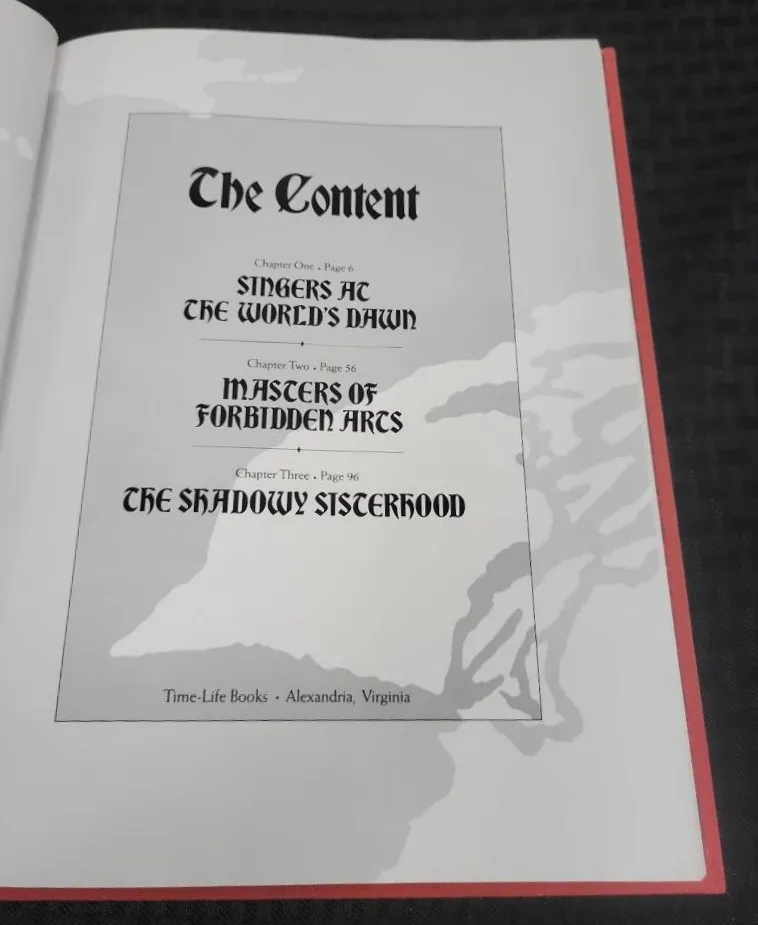 The Content
Chapter One • Page 6
SINGERS AT
THE WORLD'S DAWN
Chapter Two • Page 56
MASTERS OF
FORBIDDEN ARTS
Chapter Three • Page 96
THE SHADOWY SISTERHOOD
Time-Life Books • Alexandria, Virginia